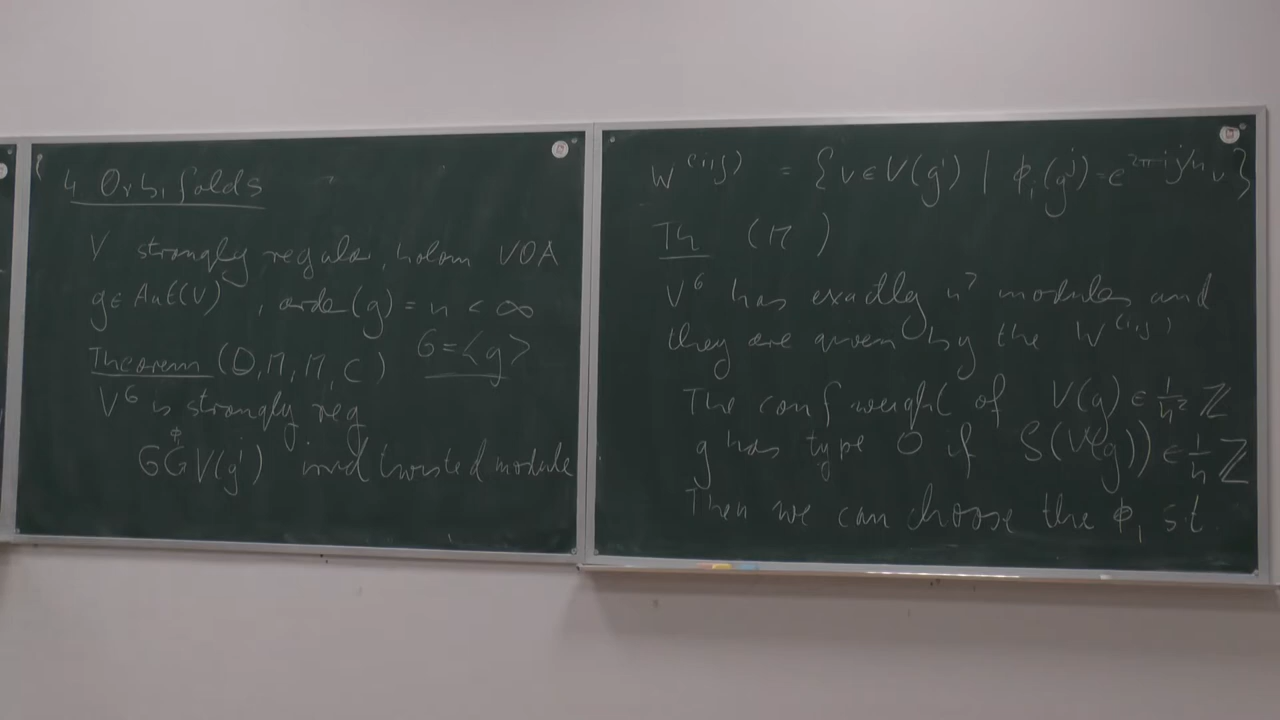 4 Orbifolds
V strongly regular, holom VOA
g ∈ Aut(V), order(g) = n < ∞
Theorem (D, M, M, C) G = <g>
V^G is strongly reg
ϕ
G G V(g^i) irred twisted module
W^(i,j) = {v ∈ V(g^i) | ϕ_i(g^j) = e^{2πij/n} v}
Th (M)
V^G has exactly n² modules and
they are given by the W^(i,j)
The conf weight of V(g) ∈ 1/n² ℤ
g has type 0 if S(V(g)) ∈ 1/n ℤ
Then we can choose the ϕ_i s.t.